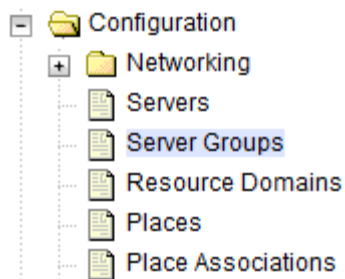 Configuration
Networking
Servers
Server Groups
Resource Domains
Places
Place Associations